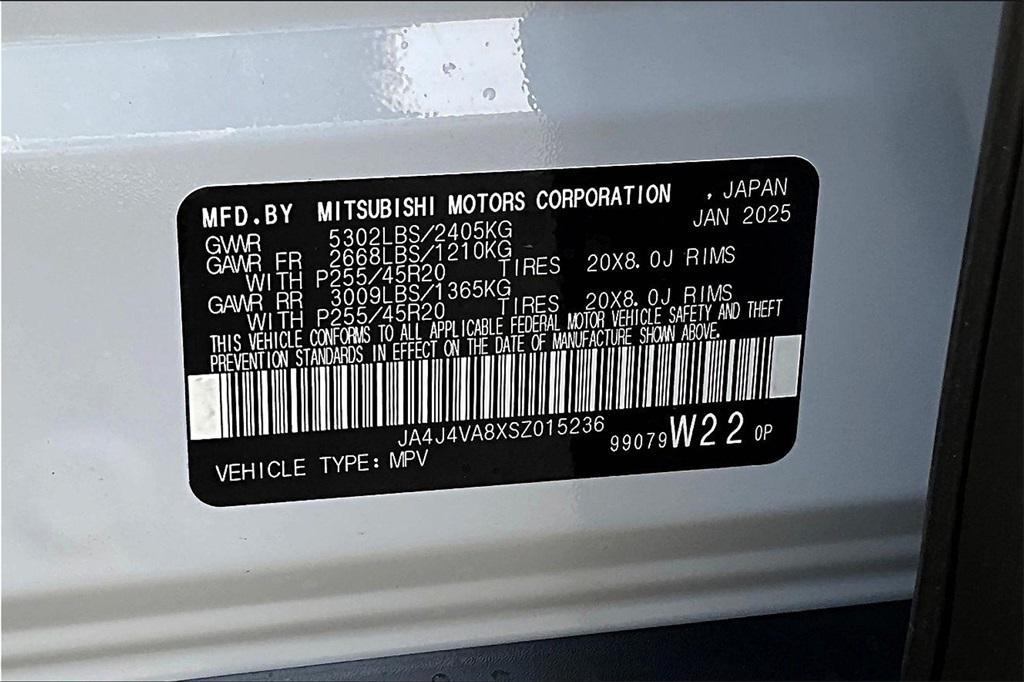 MFD.BY MITSUBISHI MOTORS CORPORATION , JAPAN
JAN 2025
GVWR 5302LBS/2405KG
GAWR FR 2668LBS/1210KG
WITH P255/45R20 TIRES 20X8.0J RIMS
GAWR RR 3009LBS/1365KG
WITH P255/45R20 TIRES 20X8.0J RIMS
THIS VEHICLE CONFORMS TO ALL APPLICABLE FEDERAL MOTOR VEHICLE SAFETY AND THEFT
PREVENTION STANDARDS IN EFFECT ON THE DATE OF MANUFACTURE SHOWN ABOVE.
JA4J4VA8XSZ015236
99079 W22 0P
VEHICLE TYPE: MPV